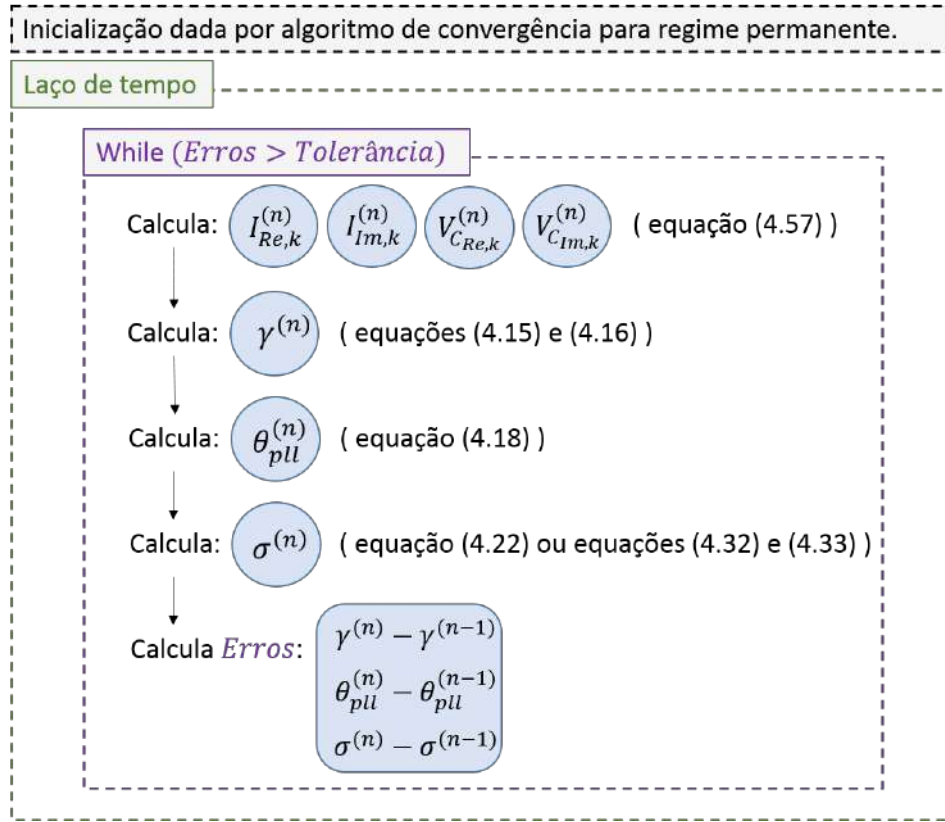 Inicialização dada por algoritmo de convergência para regime permanente.
Laço de tempo
While (Erros > Tolerância)
Calcula: I_{Re,k}^{(n)} I_{Im,k}^{(n)} V_{C_{Re,k}}^{(n)} V_{C_{Im,k}}^{(n)} ( equação (4.57) )
Calcula: γ^{(n)} ( equações (4.15) e (4.16) )
Calcula: θ_{pll}^{(n)} ( equação (4.18) )
Calcula: σ^{(n)} ( equação (4.22) ou equações (4.32) e (4.33) )
Calcula Erros:
γ^{(n)} − γ^{(n−1)}
θ_{pll}^{(n)} − θ_{pll}^{(n−1)}
σ^{(n)} − σ^{(n−1)}